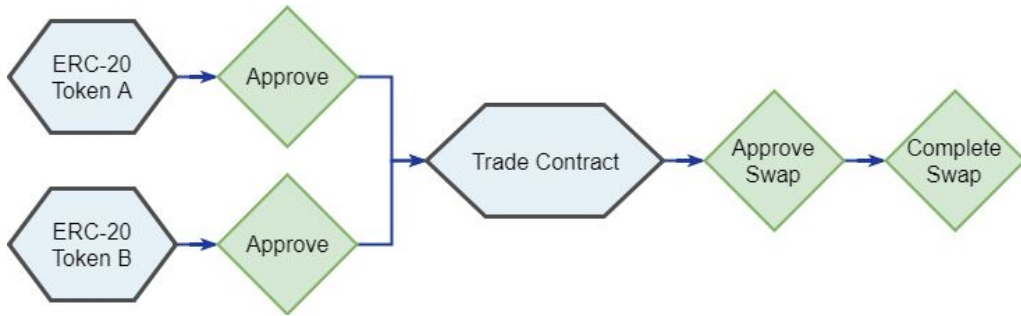 ERC-20
Token A
Approve
ERC-20
Token B
Approve
Trade Contract
Approve
Swap
Complete
Swap